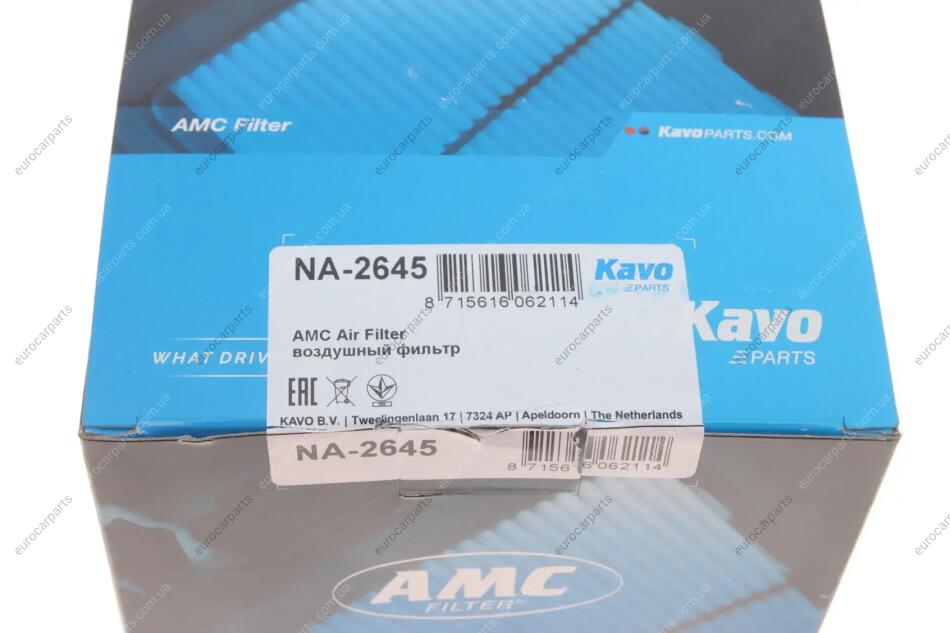 AMC Filter
KavoPARTS.COM
NA-2645
8 715616 062114
Kavo
PARTS
AMC Air Filter
воздушный фильтр
Kavo
PARTS
WHAT DRIV
EAC
KAVO B.V. | Tweelingenlaan 17 | 7324 AP | Apeldoorn | The Netherlands
NA-2645
8 715616 062114
AMC
FILTER
eurocarparts.com.ua